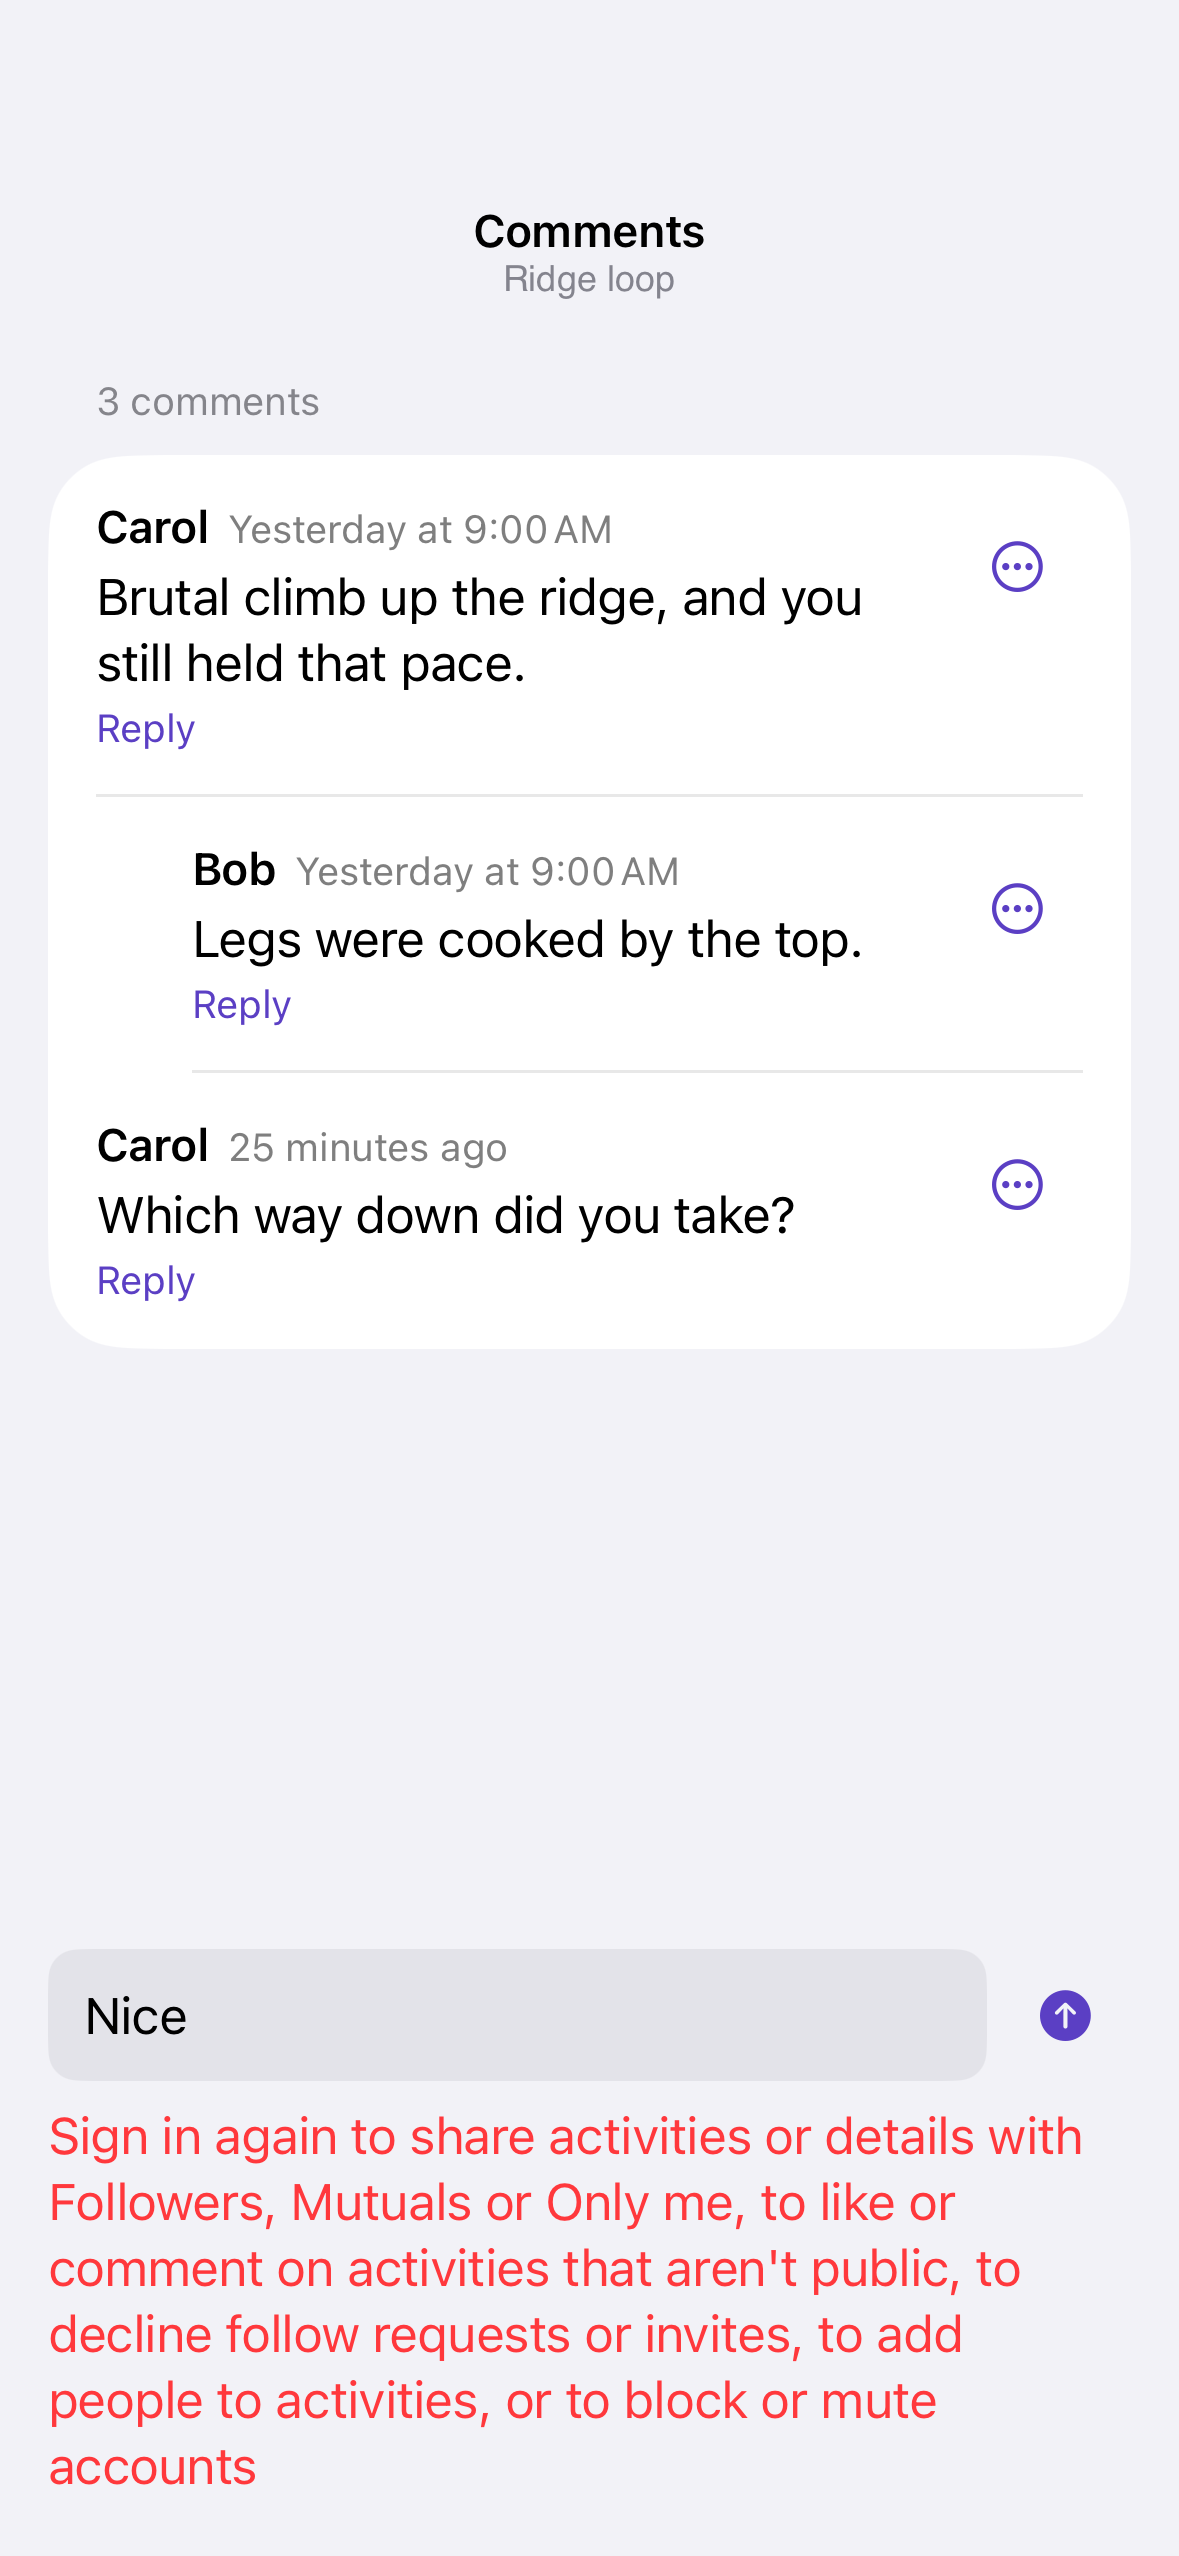 Comments
Ridge loop
3 comments
Carol Yesterday at 9:00 AM
Brutal climb up the ridge, and you
still held that pace.
Reply
Bob Yesterday at 9:00 AM
Legs were cooked by the top.
Reply
Carol 25 minutes ago
Which way down did you take?
Reply
Nice
Sign in again to share activities or details with
Followers, Mutuals or Only me, to like or
comment on activities that aren't public, to
decline follow requests or invites, to add
people to activities, or to block or mute
accounts